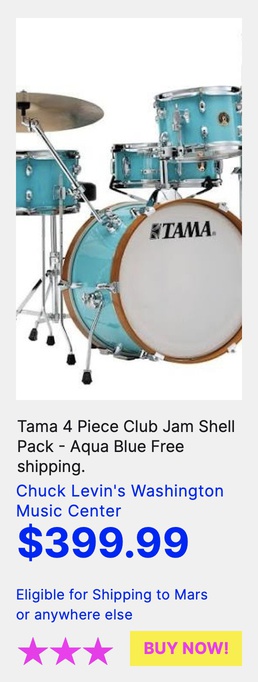 TAMA
Tama 4 Piece Club Jam Shell
Pack - Aqua Blue Free
shipping.
Chuck Levin's Washington
Music Center
$399.99
Eligible for Shipping to Mars
or anywhere else
BUY NOW!